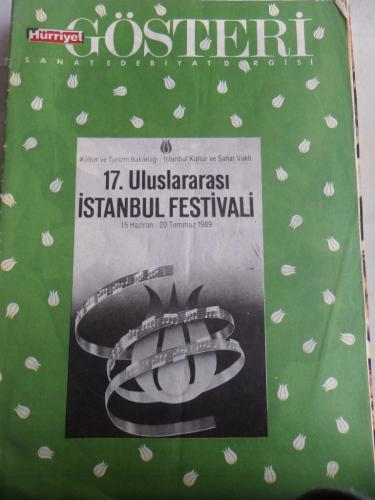 Hürriyet
GÖSTERİ
SANAT EDEBİYAT DERGİSİ
Kültür ve Turizm Bakanlığı İstanbul Kültür ve Sanat Vakfı
17. Uluslararası
İSTANBUL FESTİVALİ
15 Haziran 20 Temmuz 1989